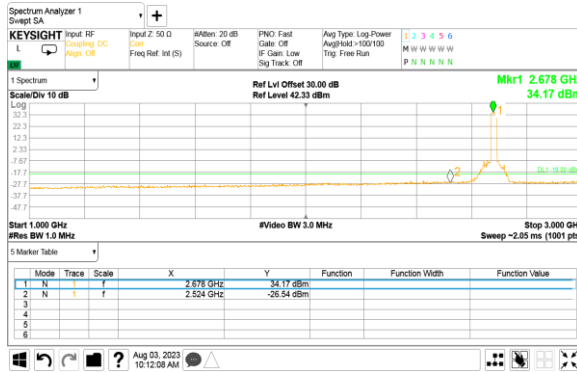 Spectrum Analyzer 1
Swept SA
+
KEYSIGHT Input: RF Input Z: 50 Ω #Atten: 20 dB PNO: Fast Avg Type: Log-Power 1 2 3 4 5 6
L Coupling: DC Corr Source: Off Gate: Off Avg|Hold:>100/100 M W W W W W
Align: Off Freq Ref: Int (S) IF Gain: Low Trig: Free Run
Sig Track: Off P N N N N N
1 Spectrum Ref Lvl Offset 30.00 dB Mkr1 2.678 GHz
Scale/Div 10 dB Ref Level 42.33 dBm 34.17 dBm
Log
32.3
22.3
12.3
2.33
-7.67
-17.7
-27.7
-37.7
-47.7
1
2
Start 1.000 GHz #Video BW 3.0 MHz Stop 3.000 GHz
#Res BW 1.0 MHz Sweep ~2.05 ms (1001 pts
5 Marker Table
Mode Trace Scale X Y Function Function Width Function Value
1 N 1 f 2.678 GHz 34.17 dBm
2 N 1 f 2.524 GHz -26.54 dBm
3
4
5
6
? Aug 03, 2023
10:12:08 AM